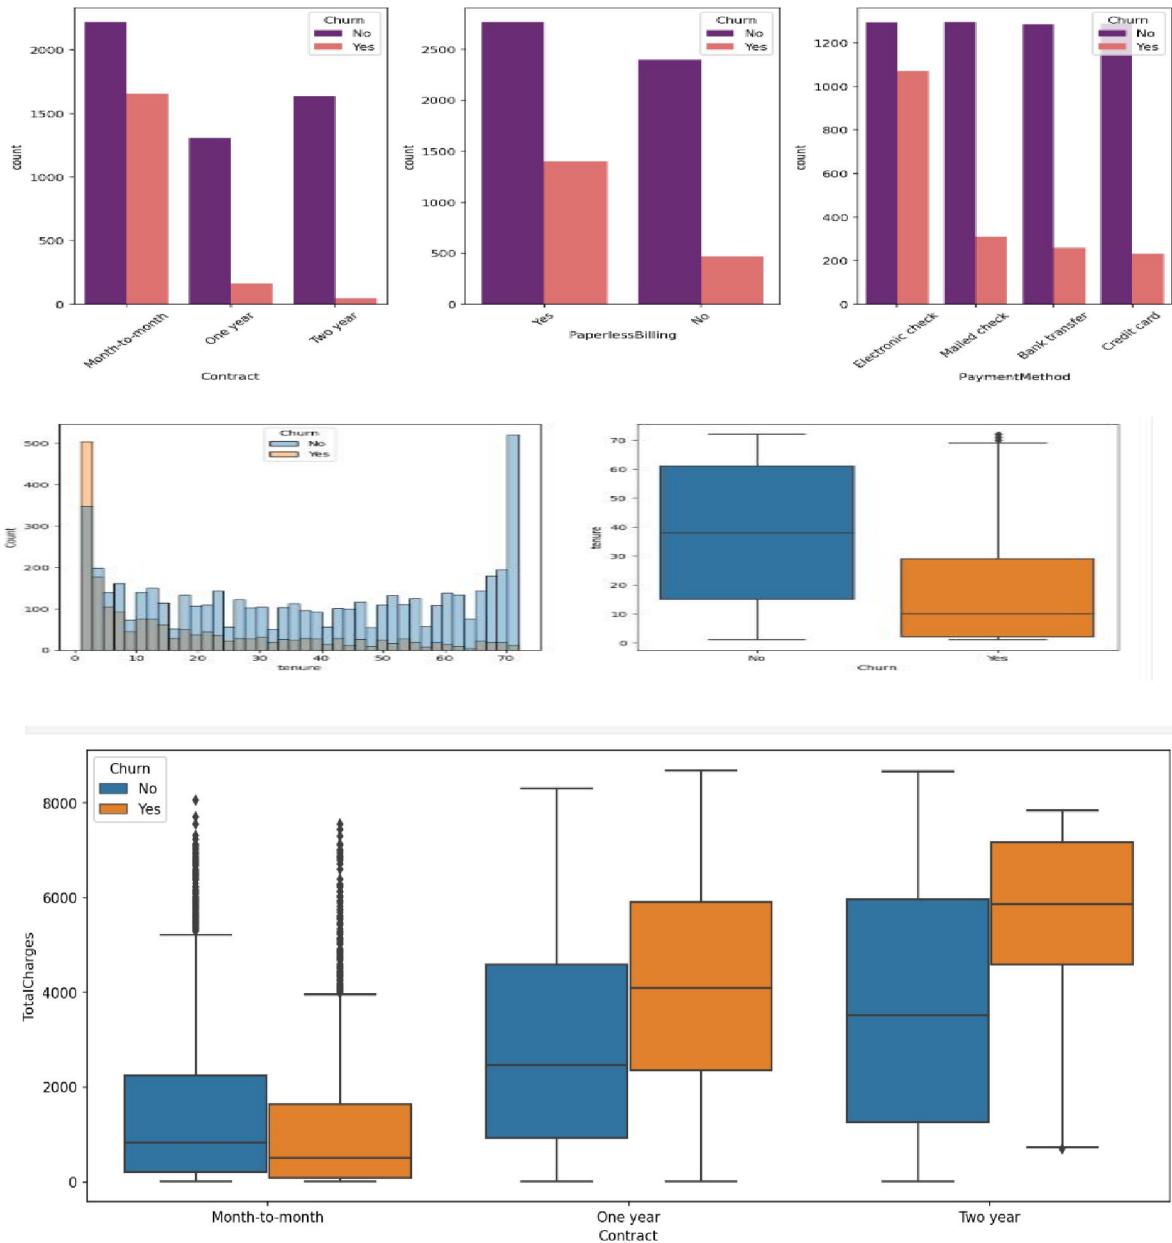 Churn
No
Yes
2000
1500
1000
500
0
count
Month-to-month
One year
Two year
Contract
Churn
No
Yes
2500
2000
1500
1000
500
0
count
Yes
No
PaperlessBilling
Churn
No
Yes
1200
1000
800
600
400
200
0
count
Electronic check
Mailed check
Bank transfer
Credit card
PaymentMethod
Churn
No
Yes
500
400
300
200
100
0
Count
0 10 20 30 40 50 60 70
tenure
70
60
50
40
30
20
10
0
tenure
No Yes
Churn
Churn
No
Yes
8000
6000
4000
2000
0
TotalCharges
Month-to-month One year Two year
Contract